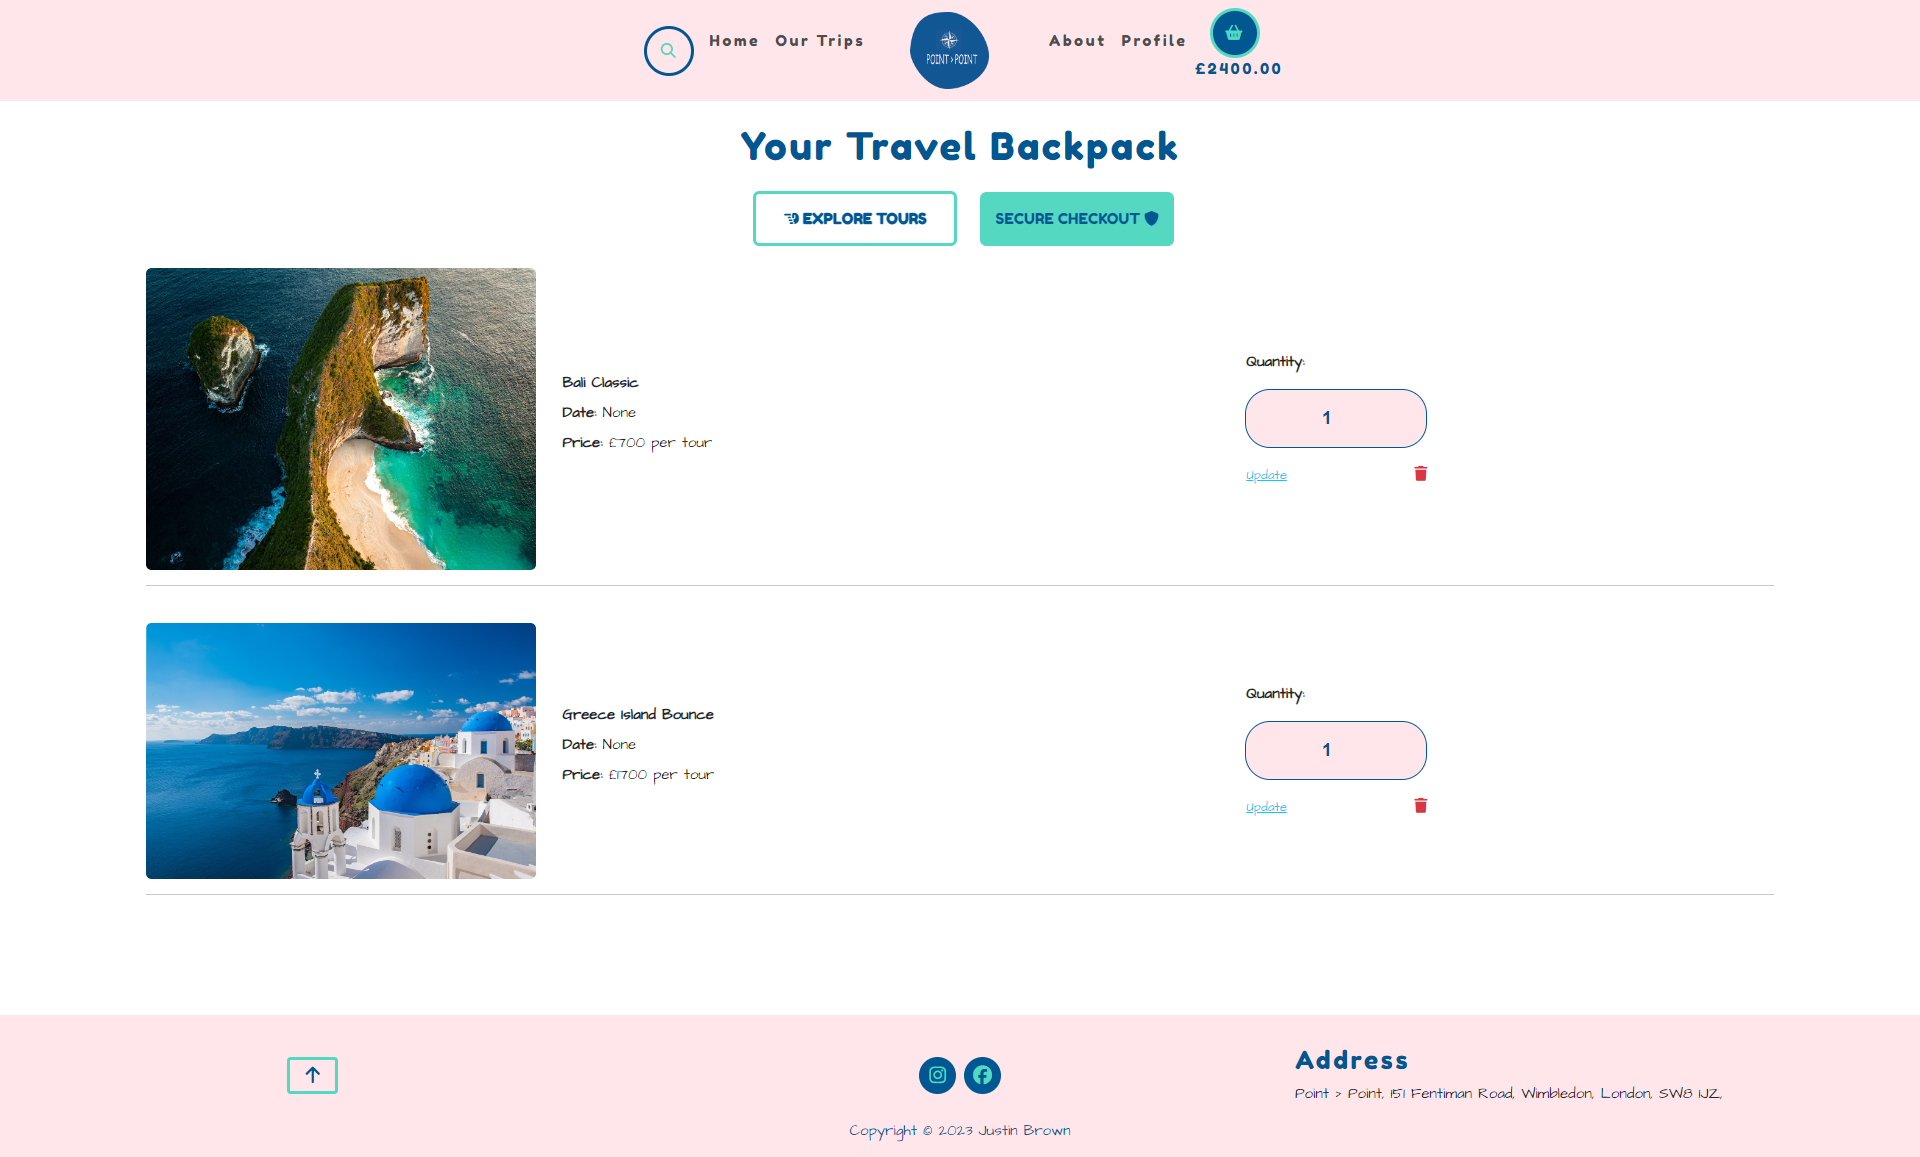 Home Our Trips POINT>POINT About Profile
£2400.00
Your Travel Backpack
EXPLORE TOURS SECURE CHECKOUT
Bali Classic
Date: None
Price: £700 per tour
Quantity:
1
Update
Greece Island Bounce
Date: None
Price: £1700 per tour
Quantity:
1
Update
Address
Point > Point, 151 Fentiman Road, Wimbledon, London, SW8 1JZ,
Copyright © 2023 Justin Brown